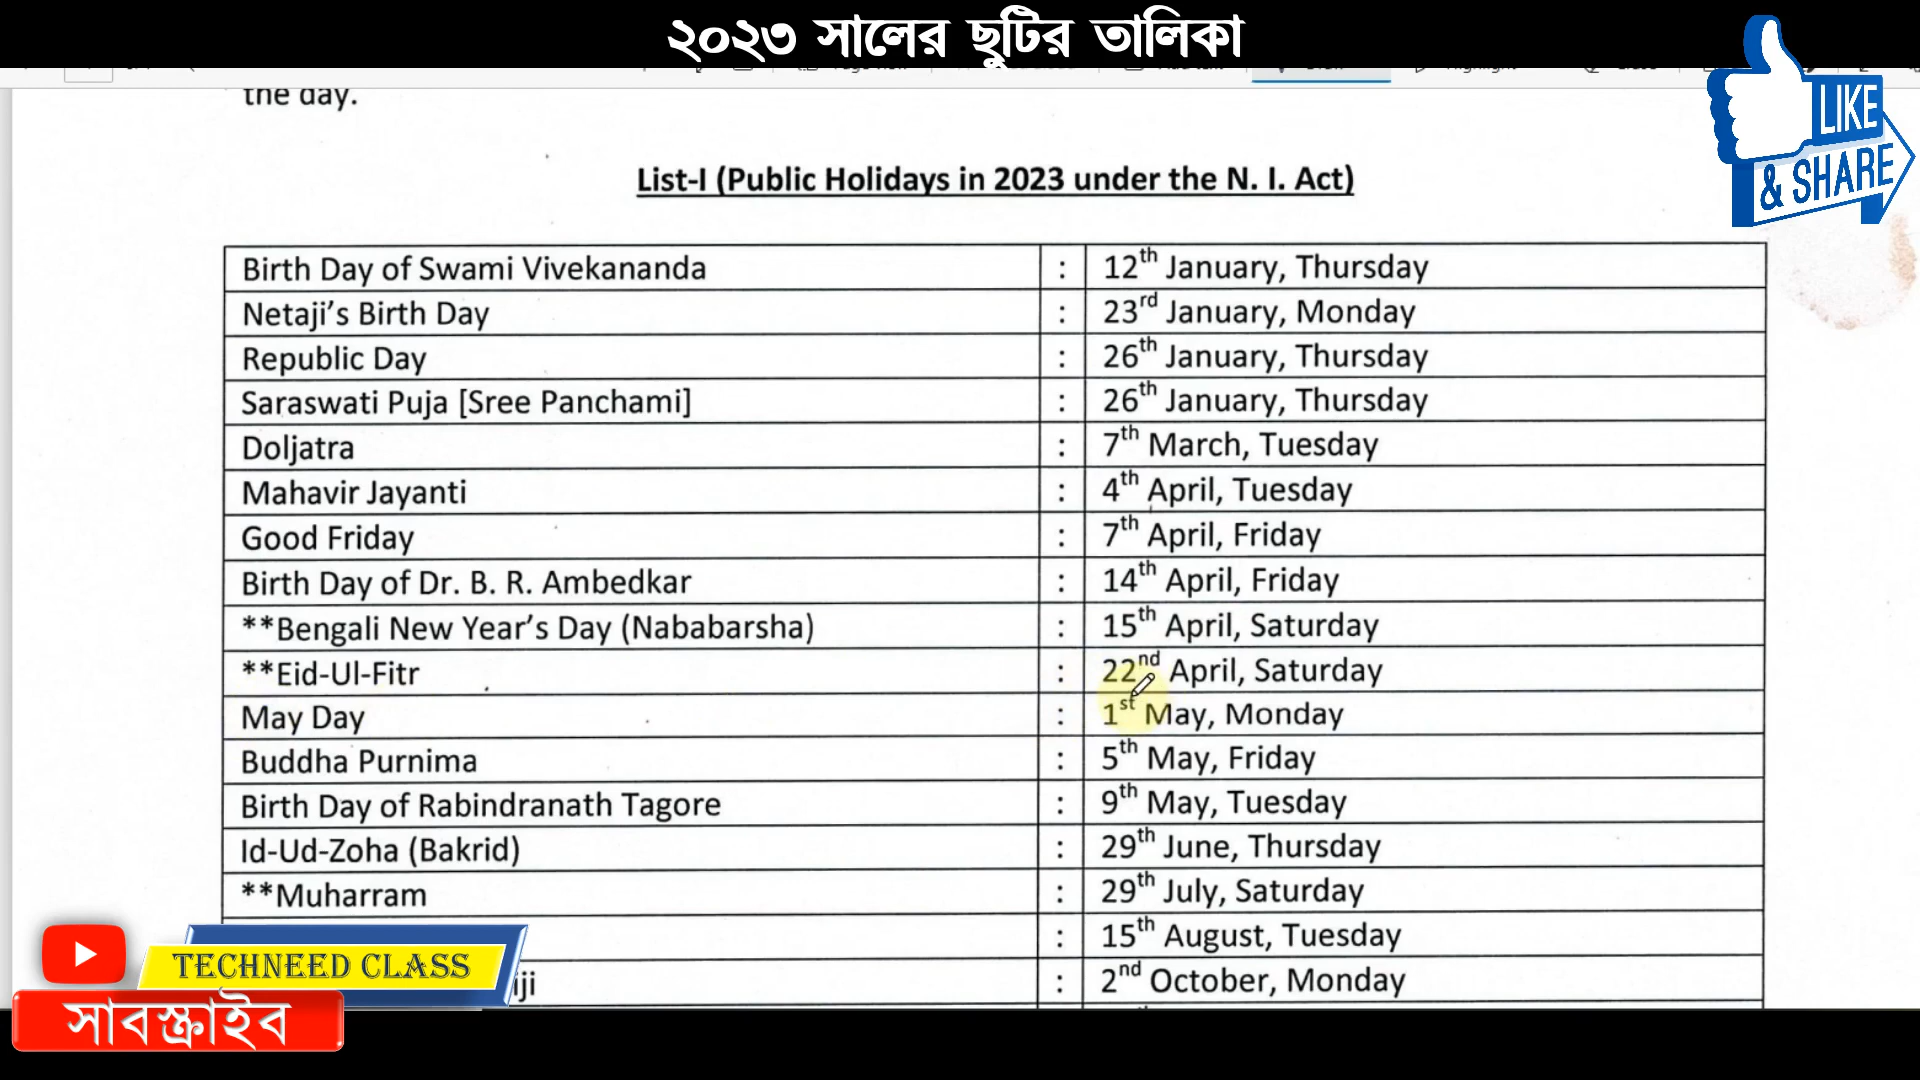 ২০২৩ সালের ছুটির তালিকা
the day.
LIKE
& SHARE
List-I (Public Holidays in 2023 under the N. I. Act)
Birth Day of Swami Vivekananda : 12th January, Thursday
Netaji’s Birth Day : 23rd January, Monday
Republic Day : 26th January, Thursday
Saraswati Puja [Sree Panchami] : 26th January, Thursday
Doljatra : 7th March, Tuesday
Mahavir Jayanti : 4th April, Tuesday
Good Friday : 7th April, Friday
Birth Day of Dr. B. R. Ambedkar : 14th April, Friday
**Bengali New Year’s Day (Nababarsha) : 15th April, Saturday
**Eid-Ul-Fitr : 22nd April, Saturday
May Day : 1st May, Monday
Buddha Purnima : 5th May, Friday
Birth Day of Rabindranath Tagore : 9th May, Tuesday
Id-Ud-Zoha (Bakrid) : 29th June, Thursday
**Muharram : 29th July, Saturday
: 15th August, Tuesday
iji : 2nd October, Monday
TECHNEED CLASS
সাবস্ক্রাইব